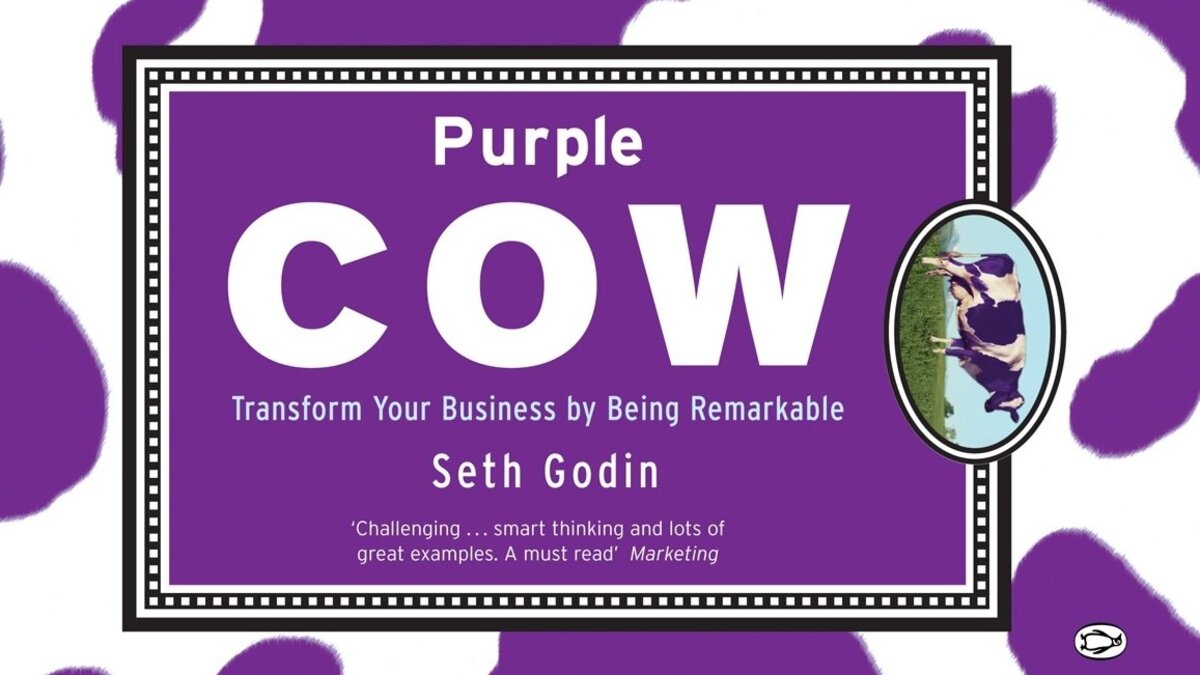 Purple
COW
Transform Your Business by Being Remarkable
Seth Godin
‘Challenging ... smart thinking and lots of
great examples. A must read’ Marketing